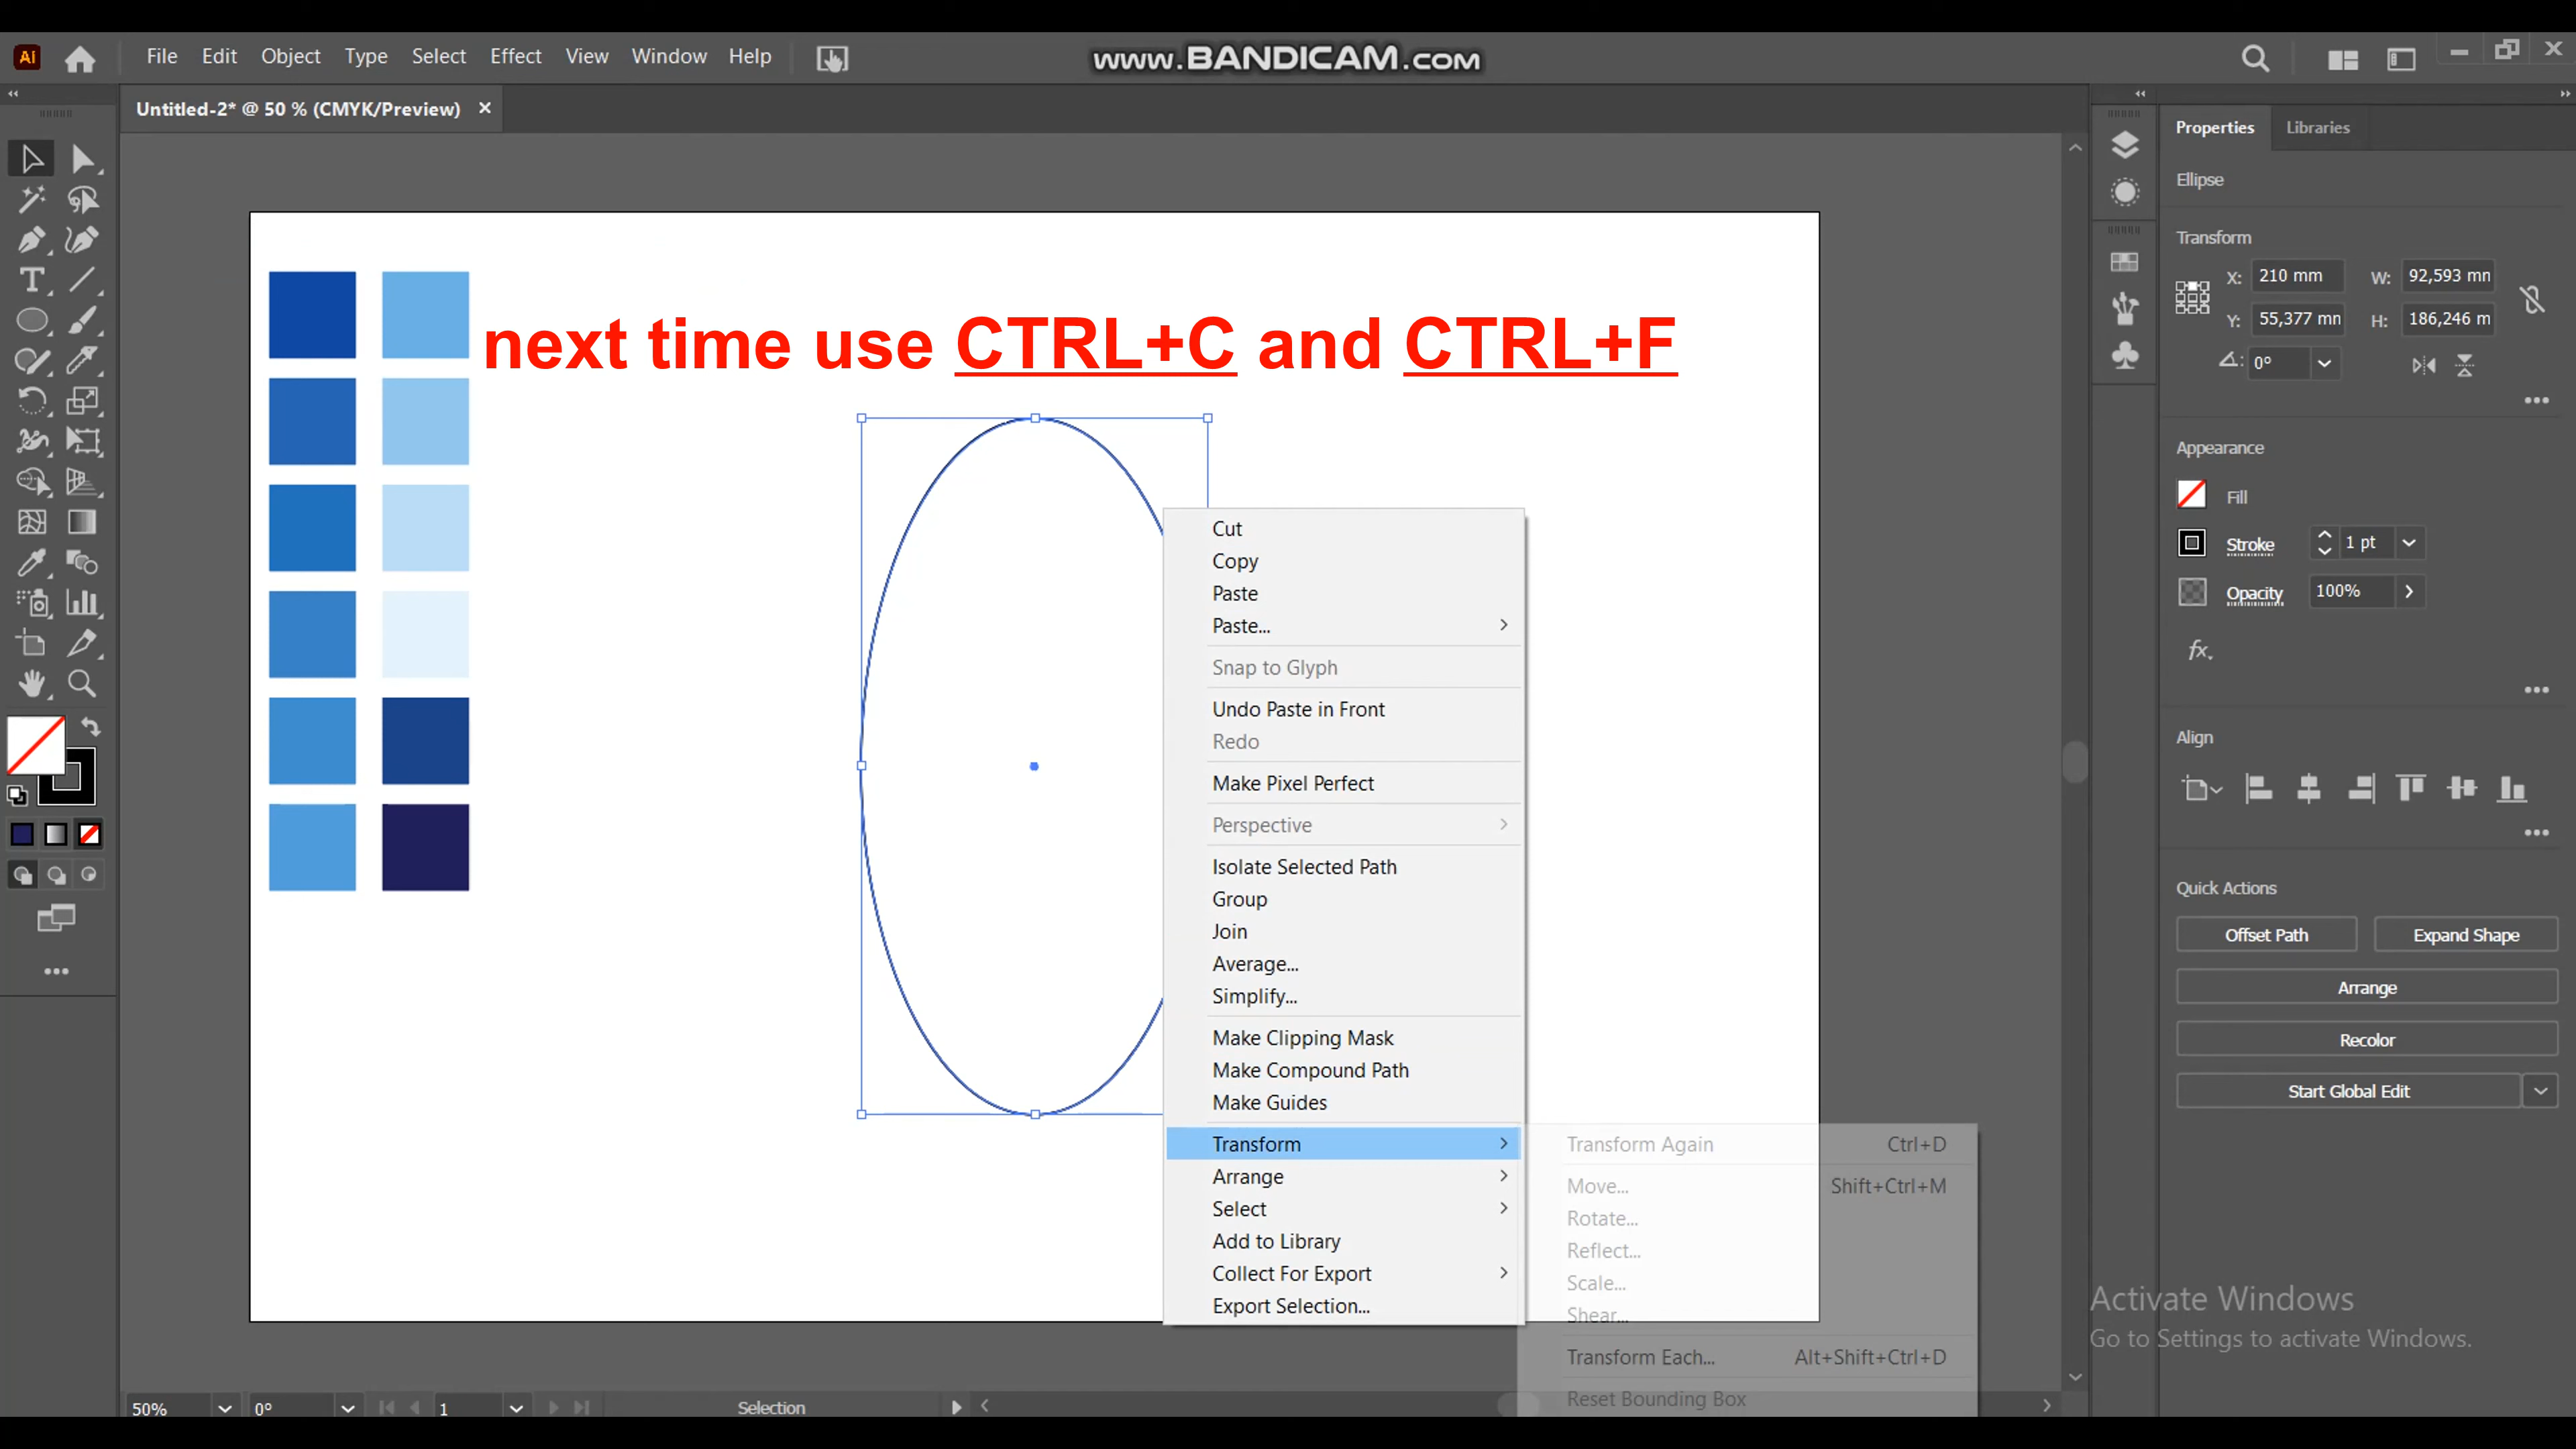 Ai File Edit Object Type Select Effect View Window Help
www.BANDICAM.com
Untitled-2* @ 50 % (CMYK/Preview) ×
next time use CTRL+C and CTRL+F
Cut
Copy
Paste
Paste...
Snap to Glyph
Undo Paste in Front
Redo
Make Pixel Perfect
Perspective
Isolate Selected Path
Group
Join
Average...
Simplify...
Make Clipping Mask
Make Compound Path
Make Guides
Transform
Arrange
Select
Add to Library
Collect For Export
Export Selection...
Transform Again Ctrl+D
Move... Shift+Ctrl+M
Rotate...
Reflect...
Scale...
Shear...
Transform Each... Alt+Shift+Ctrl+D
Reset Bounding Box
Properties Libraries
Ellipse
Transform
X: 210 mm W: 92,593 mm
Y: 55,377 mm H: 186,246 m
0°
Appearance
Fill
Stroke 1 pt
Opacity 100%
fx
Align
Quick Actions
Offset Path Expand Shape
Arrange
Recolor
Start Global Edit
Activate Windows
Go to Settings to activate Windows.
50% 0° 1 Selection